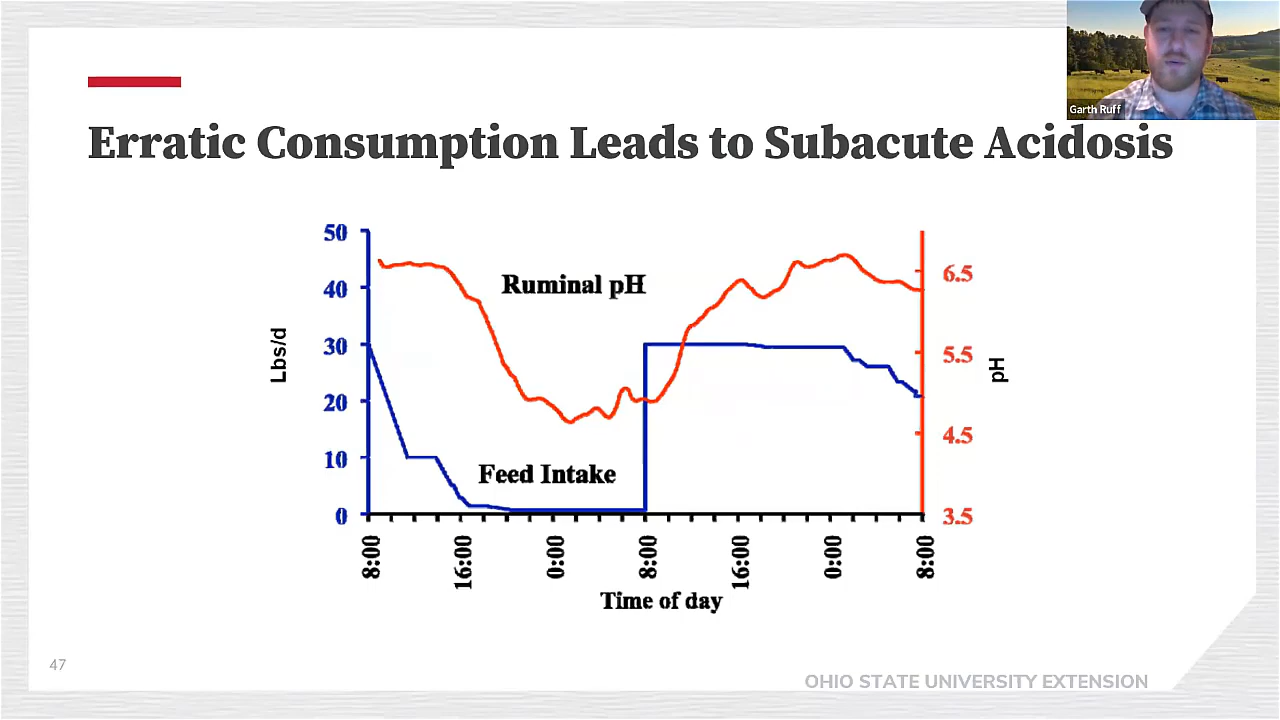 Garth Ruff
Erratic Consumption Leads to Subacute Acidosis
50
40
30
20
10
0
Lbs/d
Ruminal pH
Feed Intake
6.5
5.5
4.5
3.5
pH
8:00
16:00
0:00
8:00
16:00
0:00
8:00
Time of day
47
OHIO STATE UNIVERSITY EXTENSION